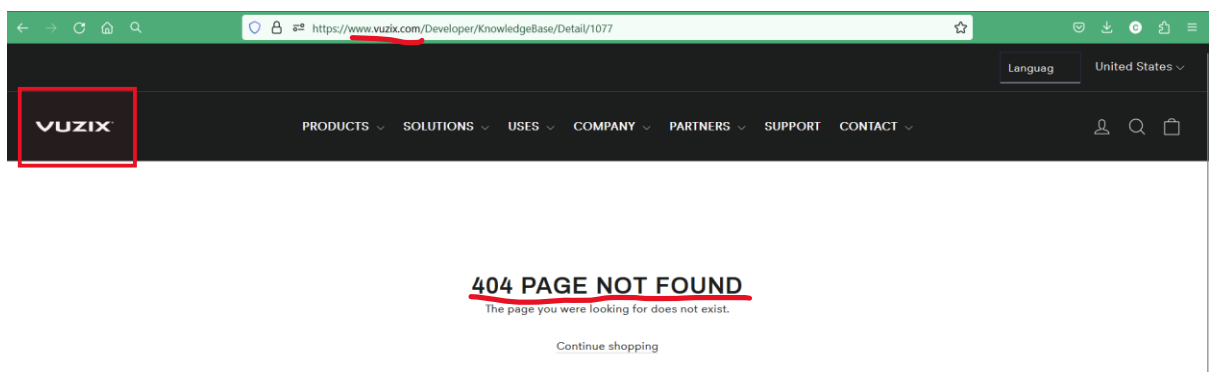 https://www.vuzix.com/Developer/KnowledgeBase/Detail/1077
Languag
United States
VUZIX
PRODUCTS SOLUTIONS USES COMPANY PARTNERS SUPPORT CONTACT
404 PAGE NOT FOUND
The page you were looking for does not exist.
Continue shopping